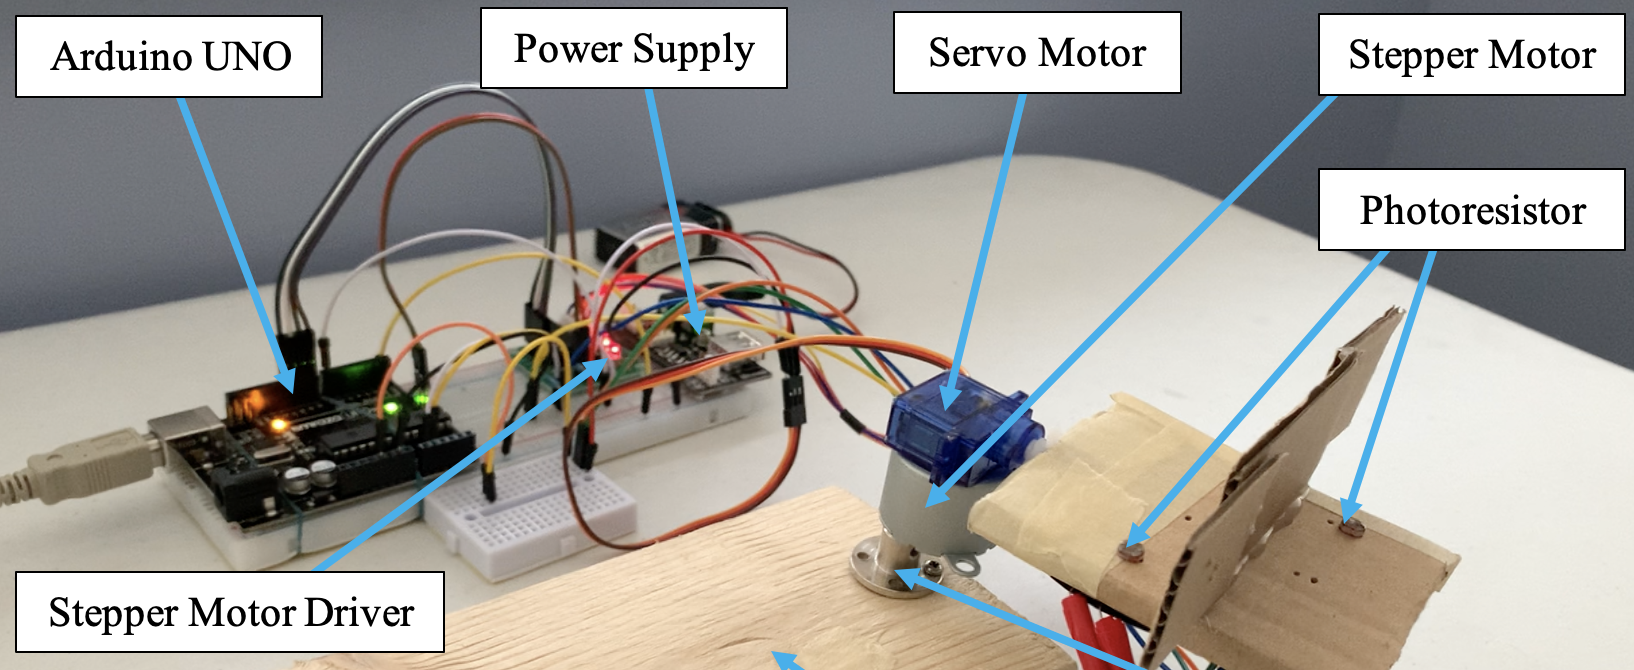 Arduino UNO
Power Supply
Servo Motor
Stepper Motor
Photoresistor
Stepper Motor Driver